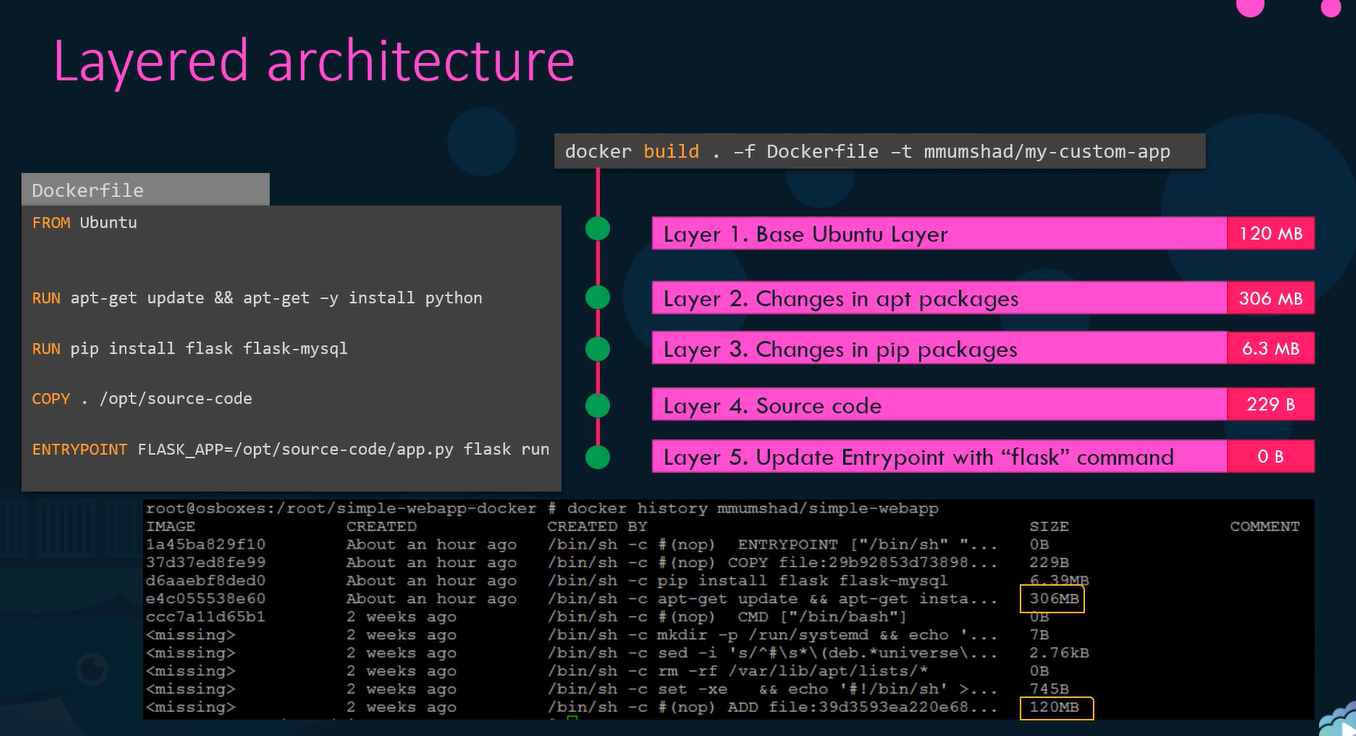 Layered architecture
docker build . –f Dockerfile –t mmumshad/my-custom-app
Dockerfile
FROM Ubuntu
RUN apt-get update && apt-get –y install python
RUN pip install flask flask-mysql
COPY . /opt/source-code
ENTRYPOINT FLASK_APP=/opt/source-code/app.py flask run
Layer 1. Base Ubuntu Layer 120 MB
Layer 2. Changes in apt packages 306 MB
Layer 3. Changes in pip packages 6.3 MB
Layer 4. Source code 229 B
Layer 5. Update Entrypoint with “flask” command 0 B
root@osboxes:/root/simple-webapp-docker # docker history mmumshad/simple-webapp
IMAGE CREATED CREATED BY SIZE COMMENT
1a45ba829f10 About an hour ago /bin/sh -c #(nop) ENTRYPOINT ["/bin/sh" "... 0B
37d37ed8fe99 About an hour ago /bin/sh -c #(nop) COPY file:29b92853d73898... 229B
d6aaebf8ded0 About an hour ago /bin/sh -c pip install flask flask-mysql 6.39MB
e4c055538e60 About an hour ago /bin/sh -c apt-get update && apt-get insta... 306MB
ccc7a11d65b1 2 weeks ago /bin/sh -c #(nop) CMD ["/bin/bash"] 0B
<missing> 2 weeks ago /bin/sh -c mkdir -p /run/systemd && echo '... 7B
<missing> 2 weeks ago /bin/sh -c sed -i 's/^#\s*\(deb.*universe\... 2.76kB
<missing> 2 weeks ago /bin/sh -c rm -rf /var/lib/apt/lists/* 0B
<missing> 2 weeks ago /bin/sh -c set -xe && echo '#!/bin/sh' >... 745B
<missing> 2 weeks ago /bin/sh -c #(nop) ADD file:39d3593ea220e68... 120MB